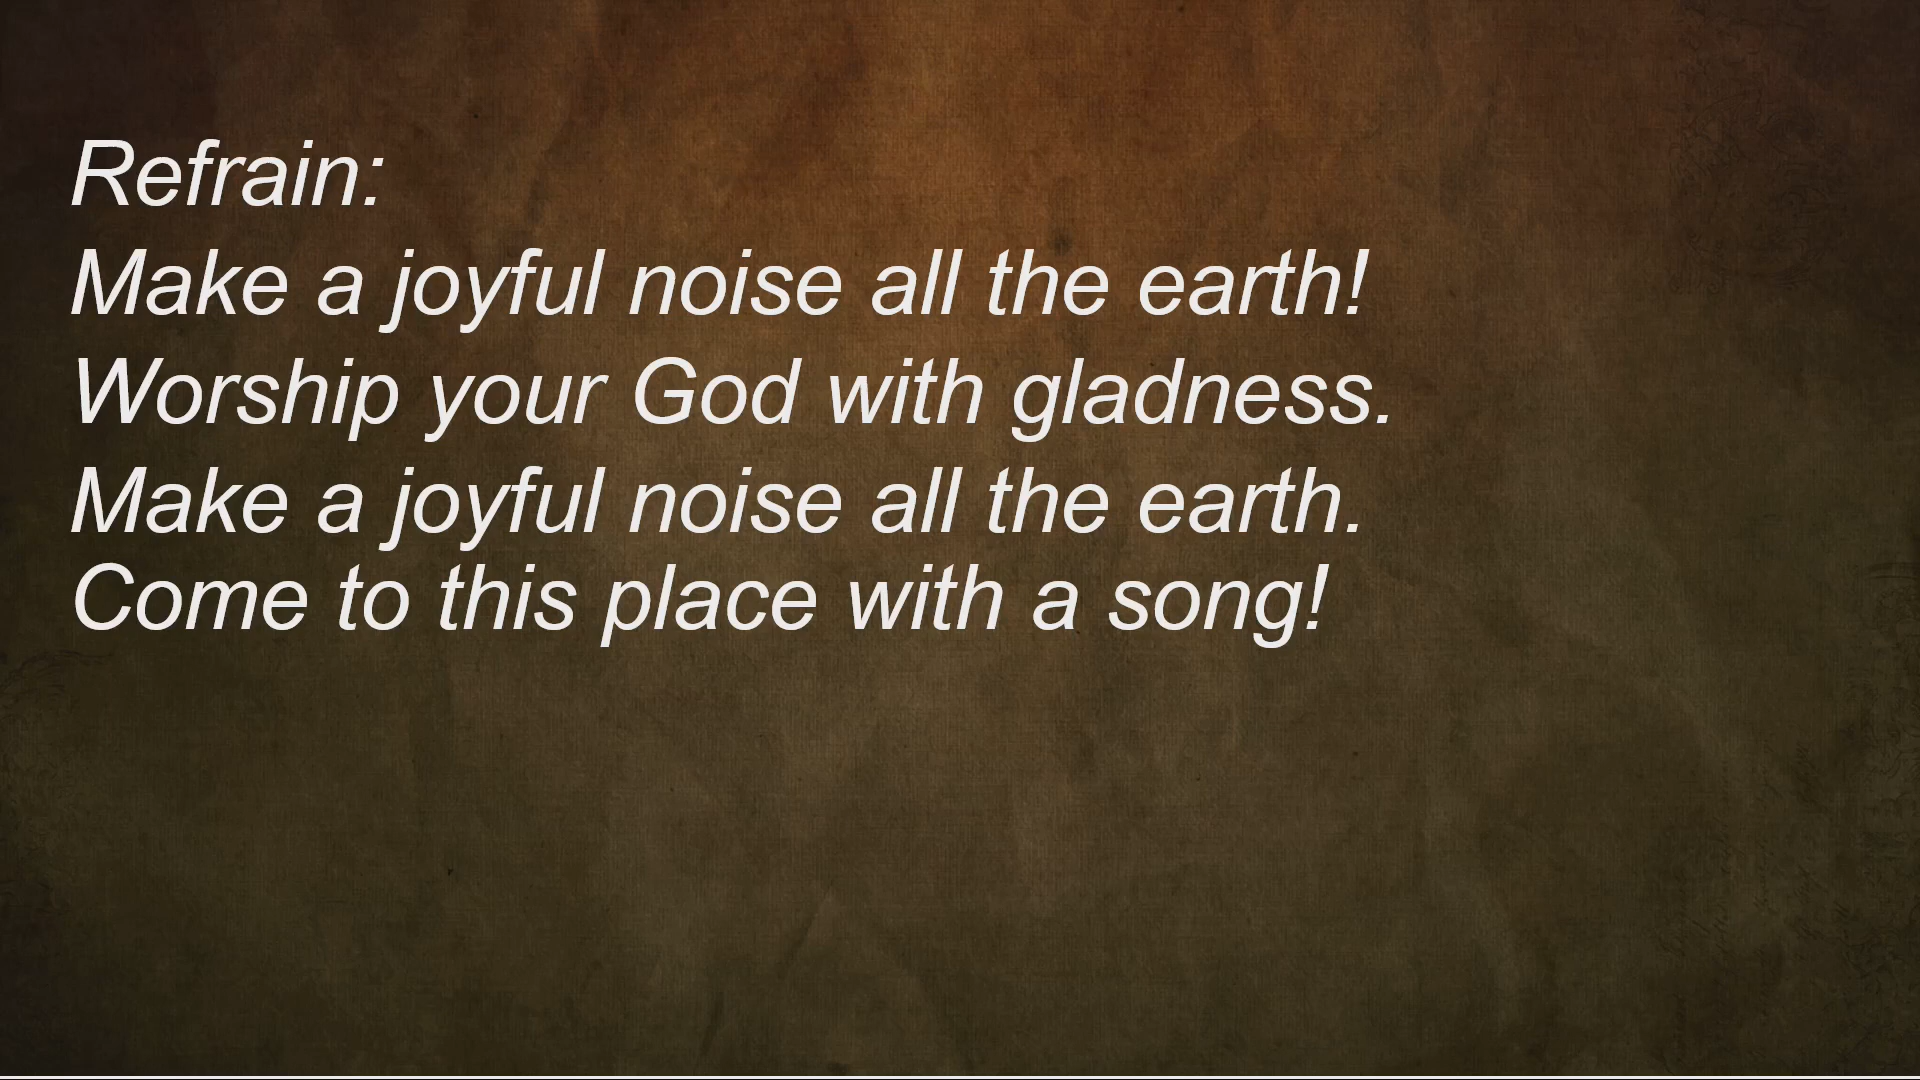 Refrain:
Make a joyful noise all the earth!
Worship your God with gladness.
Make a joyful noise all the earth.
Come to this place with a song!